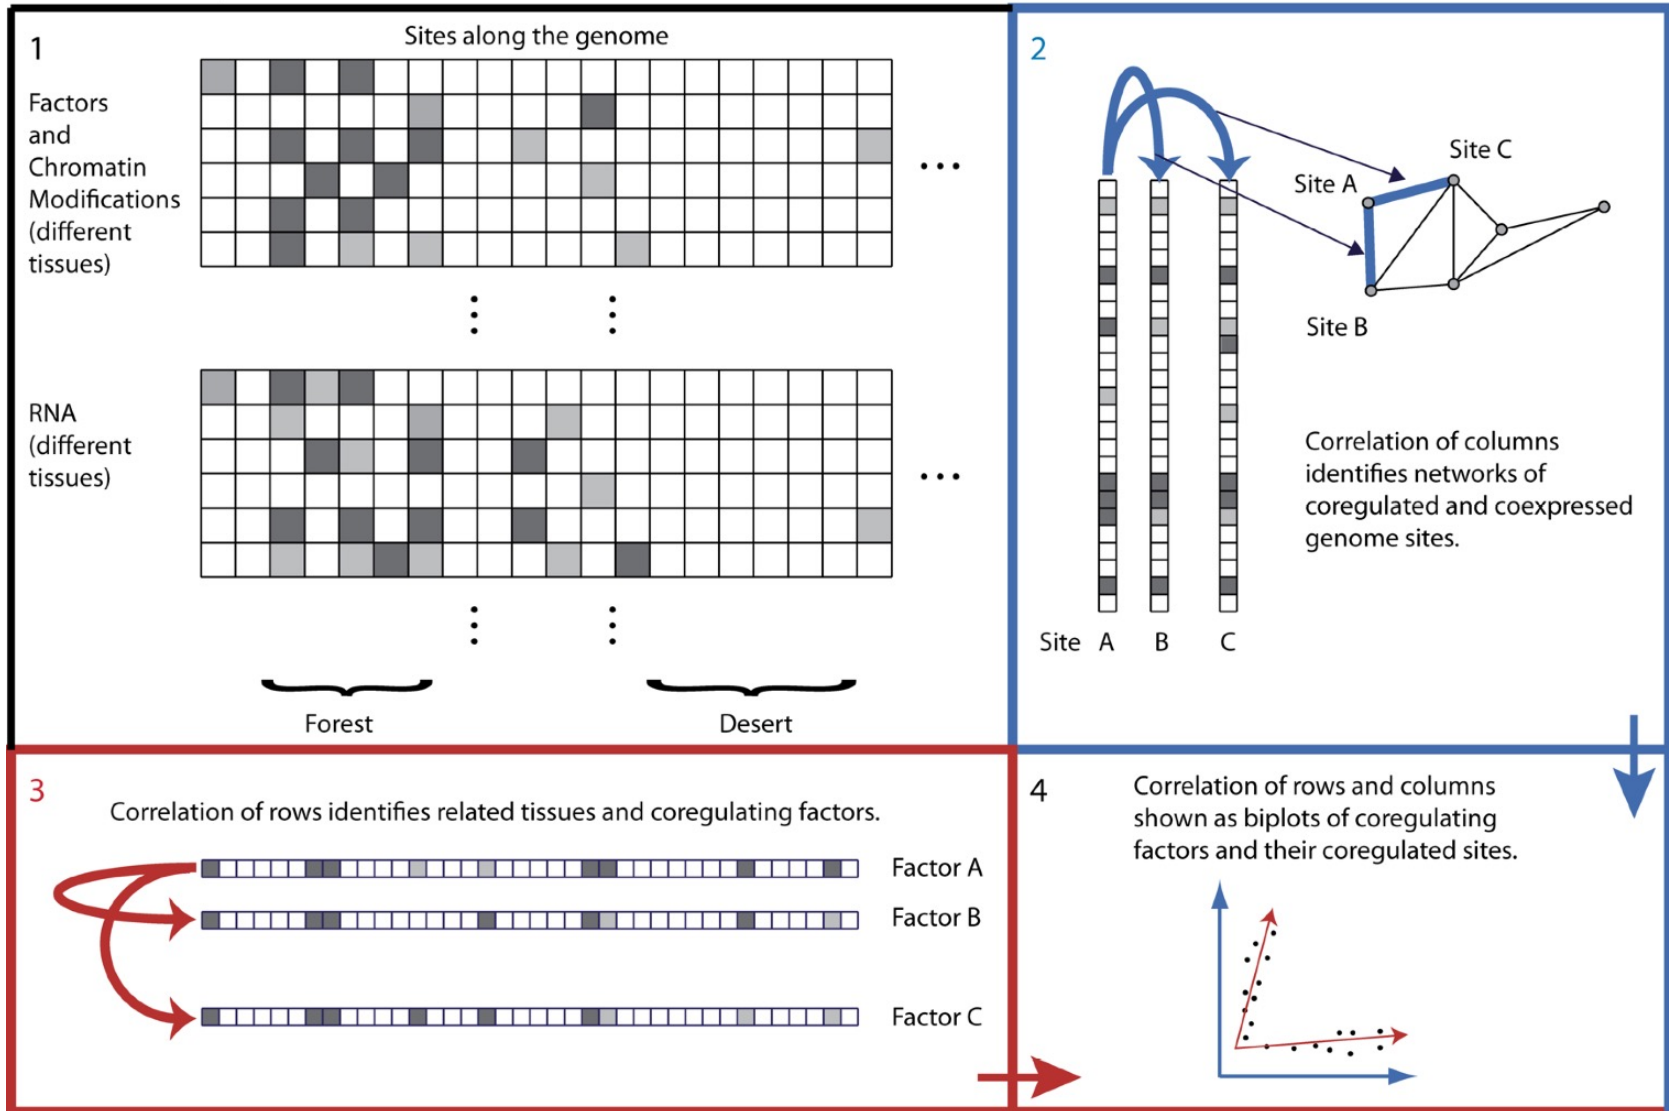 1
Sites along the genome
Factors
and
Chromatin
Modifications
(different
tissues)
...
RNA
(different
tissues)
...
Forest
Desert
2
Site C
Site A
Site B
Correlation of columns
identifies networks of
coregulated and coexpressed
genome sites.
Site A B C
3
Correlation of rows identifies related tissues and coregulating factors.
Factor A
Factor B
Factor C
4
Correlation of rows and columns
shown as biplots of coregulating
factors and their coregulated sites.